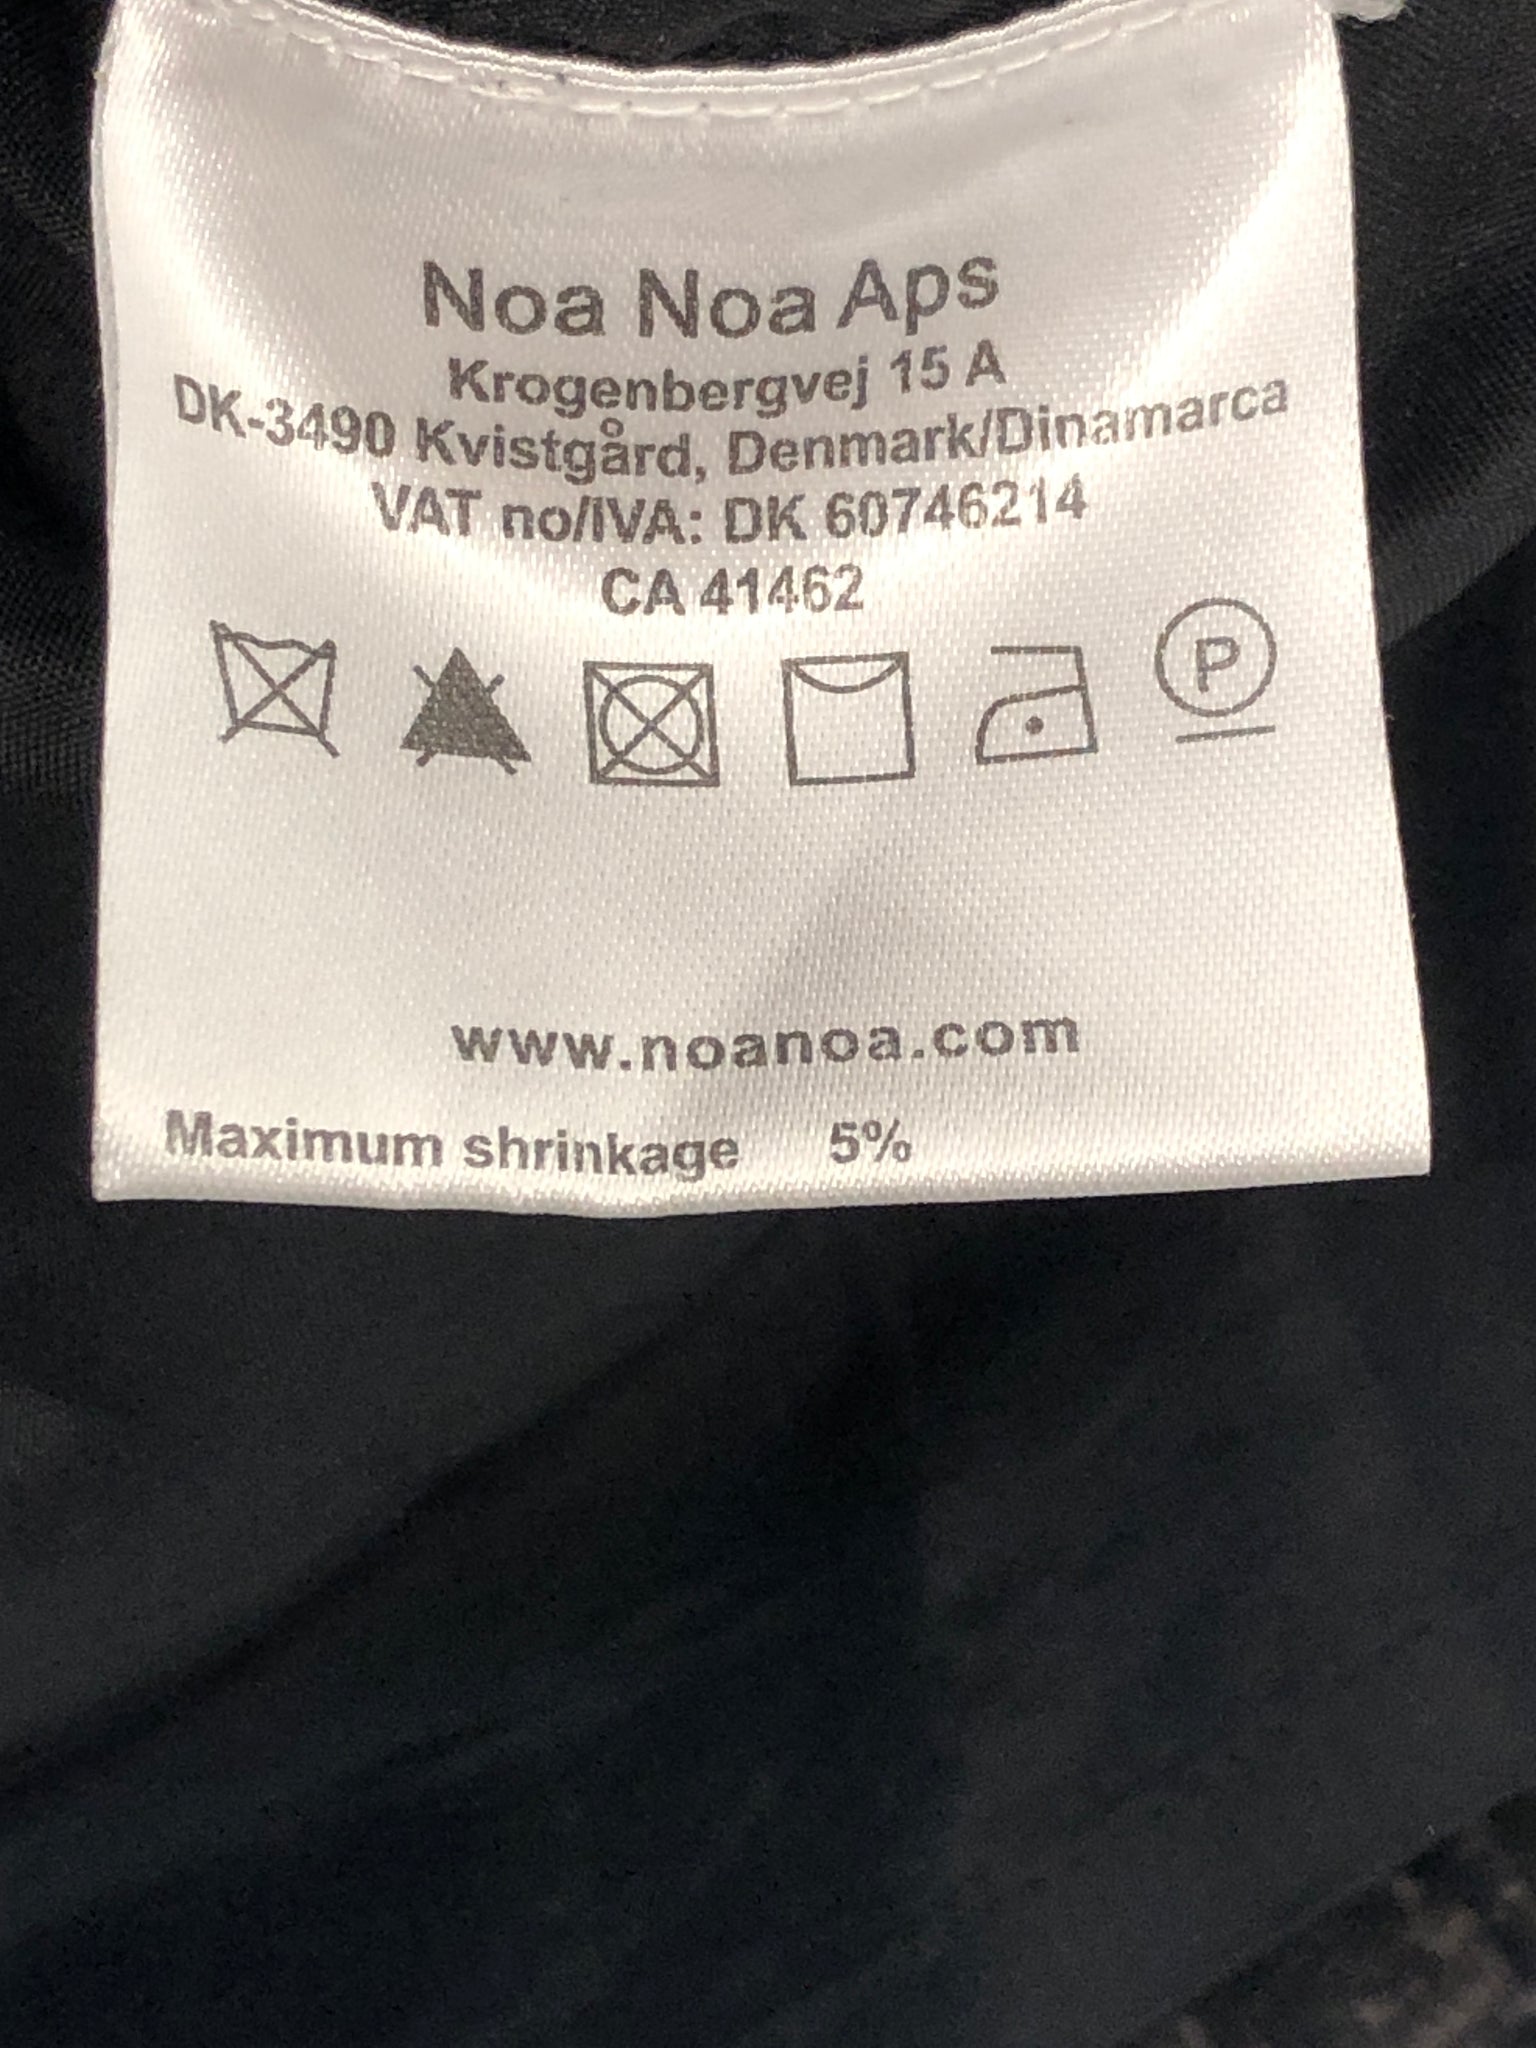 Noa Noa Aps
Krogenbergvej 15 A
DK-3490 Kvistgård, Denmark/Dinamarca
VAT no/IVA: DK 60746214
CA 41462
P
www.noanoa.com
Maximum shrinkage 5%